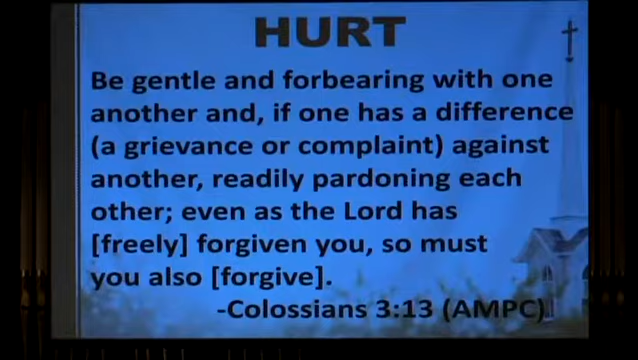 HURT
Be gentle and forbearing with one
another and, if one has a difference
(a grievance or complaint) against
another, readily pardoning each
other; even as the Lord has
[freely] forgiven you, so must
you also [forgive].
-Colossians 3:13 (AMPC)